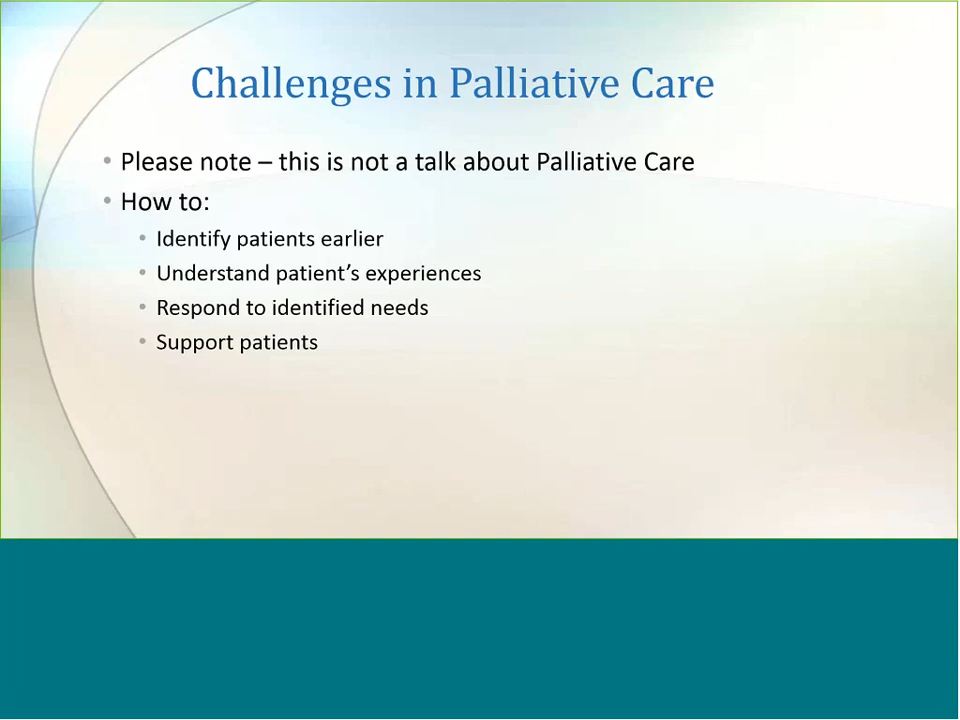 Challenges in Palliative Care
• Please note – this is not a talk about Palliative Care
• How to:
• Identify patients earlier
• Understand patient’s experiences
• Respond to identified needs
• Support patients